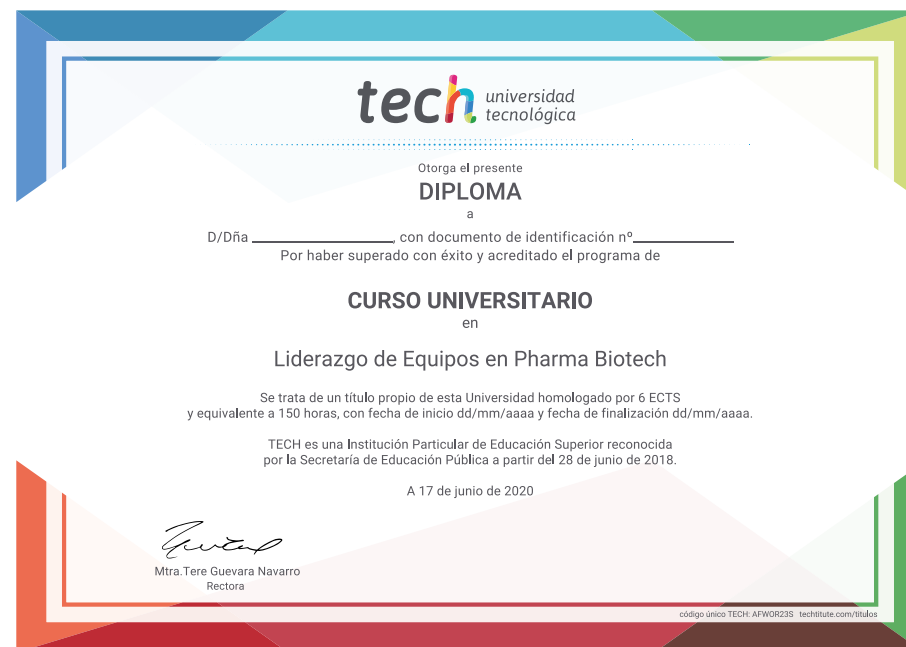 tech universidad
tecnológica
Otorga el presente
DIPLOMA
a
D/Dña ____________________, con documento de identificación nº______________
Por haber superado con éxito y acreditado el programa de
CURSO UNIVERSITARIO
en
Liderazgo de Equipos en Pharma Biotech
Se trata de un título propio de esta Universidad homologado por 6 ECTS
y equivalente a 150 horas, con fecha de inicio dd/mm/aaaa y fecha de finalización dd/mm/aaaa.
TECH es una Institución Particular de Educación Superior reconocida
por la Secretaría de Educación Pública a partir del 28 de junio de 2018.
A 17 de junio de 2020
Mtra.Tere Guevara Navarro
Rectora
código único TECH: AFWOR23S techtitute.com/titulos